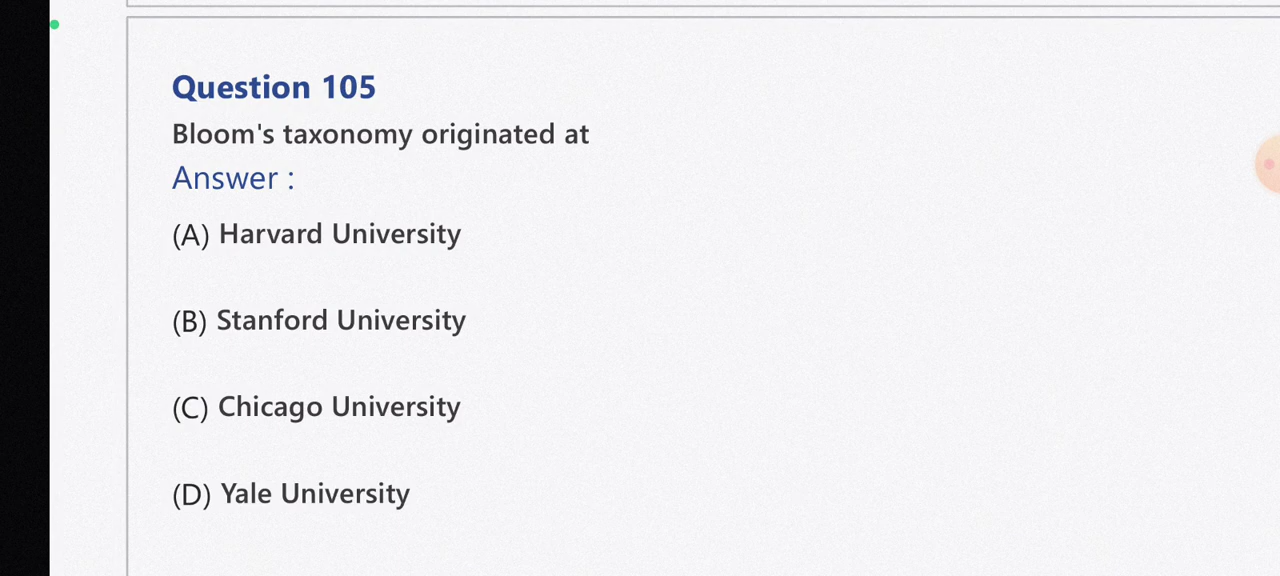 Question 105
Bloom's taxonomy originated at
Answer :
(A) Harvard University
(B) Stanford University
(C) Chicago University
(D) Yale University